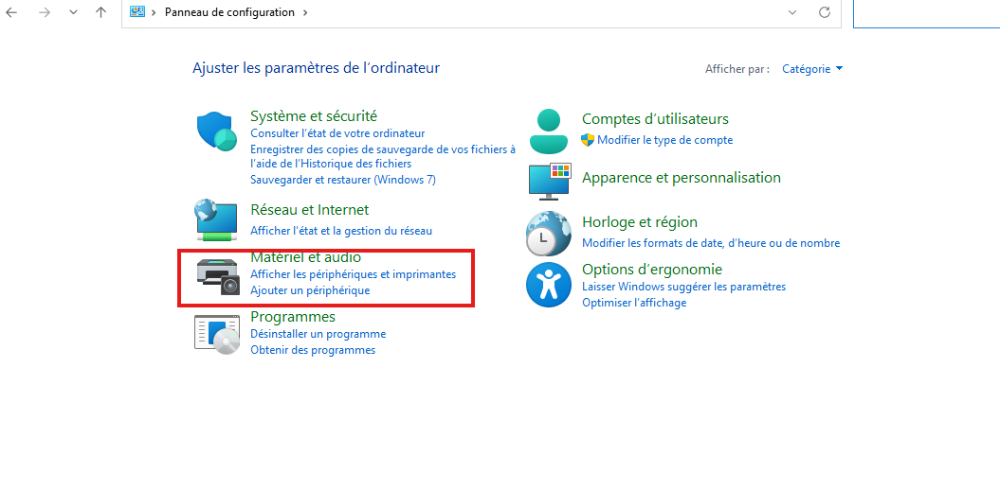 Panneau de configuration
Ajuster les paramètres de l’ordinateur
Afficher par :
Catégorie
Système et sécurité
Consulter l’état de votre ordinateur
Enregistrer des copies de sauvegarde de vos fichiers à
l’aide de l’Historique des fichiers
Sauvegarder et restaurer (Windows 7)
Réseau et Internet
Afficher l’état et la gestion du réseau
Matériel et audio
Afficher les périphériques et imprimantes
Ajouter un périphérique
Programmes
Désinstaller un programme
Obtenir des programmes
Comptes d’utilisateurs
Modifier le type de compte
Apparence et personnalisation
Horloge et région
Modifier les formats de date, d’heure ou de nombre
Options d’ergonomie
Laisser Windows suggérer les paramètres
Optimiser l’affichage